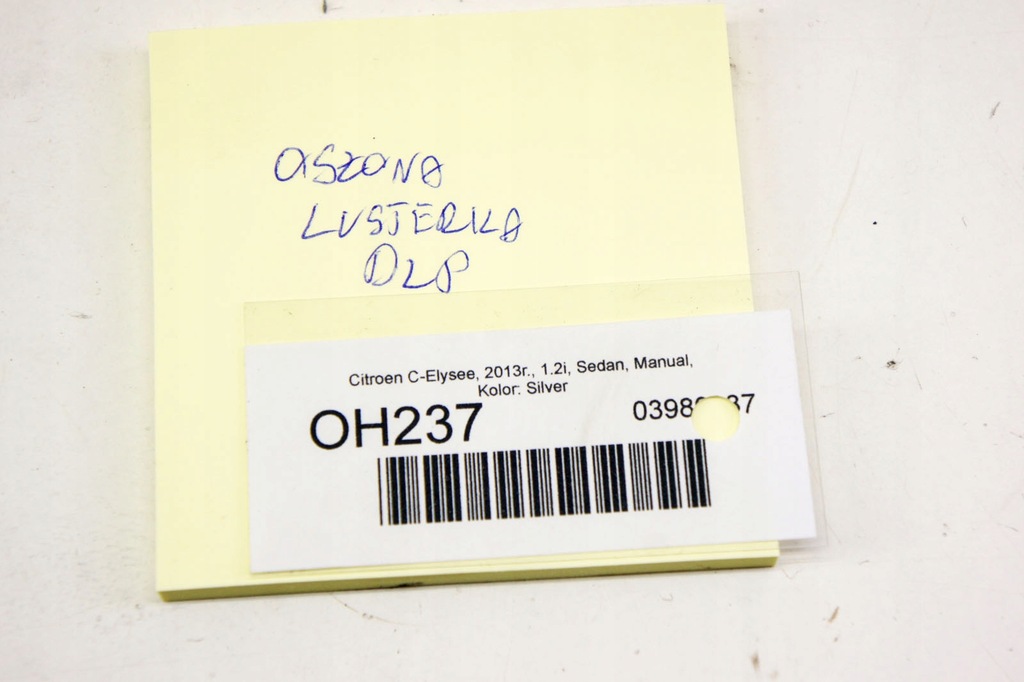 OSŁONA
LUSTERKA
DLP
Citroen C-Elysee, 2013r., 1.2i, Sedan, Manual,
Kolor: Silver
OH237